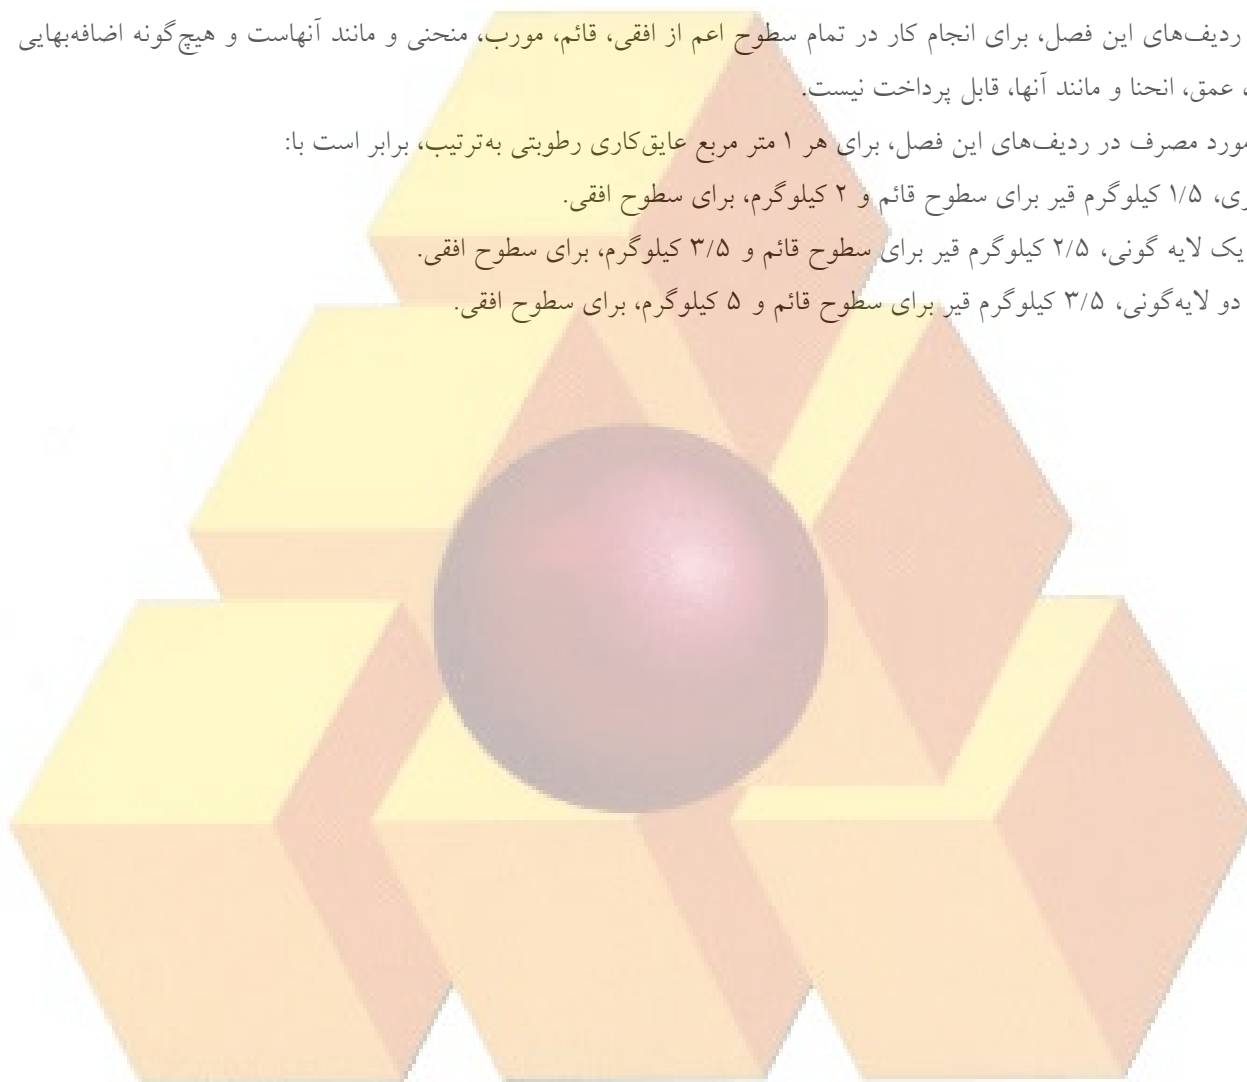 ردیف‌های این فصل، برای انجام کار در تمام سطوح اعم از افقی، قائم، مورب، منحنی و مانند آنهاست و هیچ‌گونه اضافه‌بهایی
، عمق، انحنا و مانند آنها، قابل پرداخت نیست.
مورد مصرف در ردیف‌های این فصل، برای هر ۱ متر مربع عایق‌کاری رطوبتی به‌ترتیب، برابر است با:
ری، ۱/۵ کیلوگرم قیر برای سطوح قائم و ۲ کیلوگرم، برای سطوح افقی.
یک لایه گونی، ۲/۵ کیلوگرم قیر برای سطوح قائم و ۳/۵ کیلوگرم، برای سطوح افقی.
دو لایه‌گونی، ۳/۵ کیلوگرم قیر برای سطوح قائم و ۵ کیلوگرم، برای سطوح افقی.